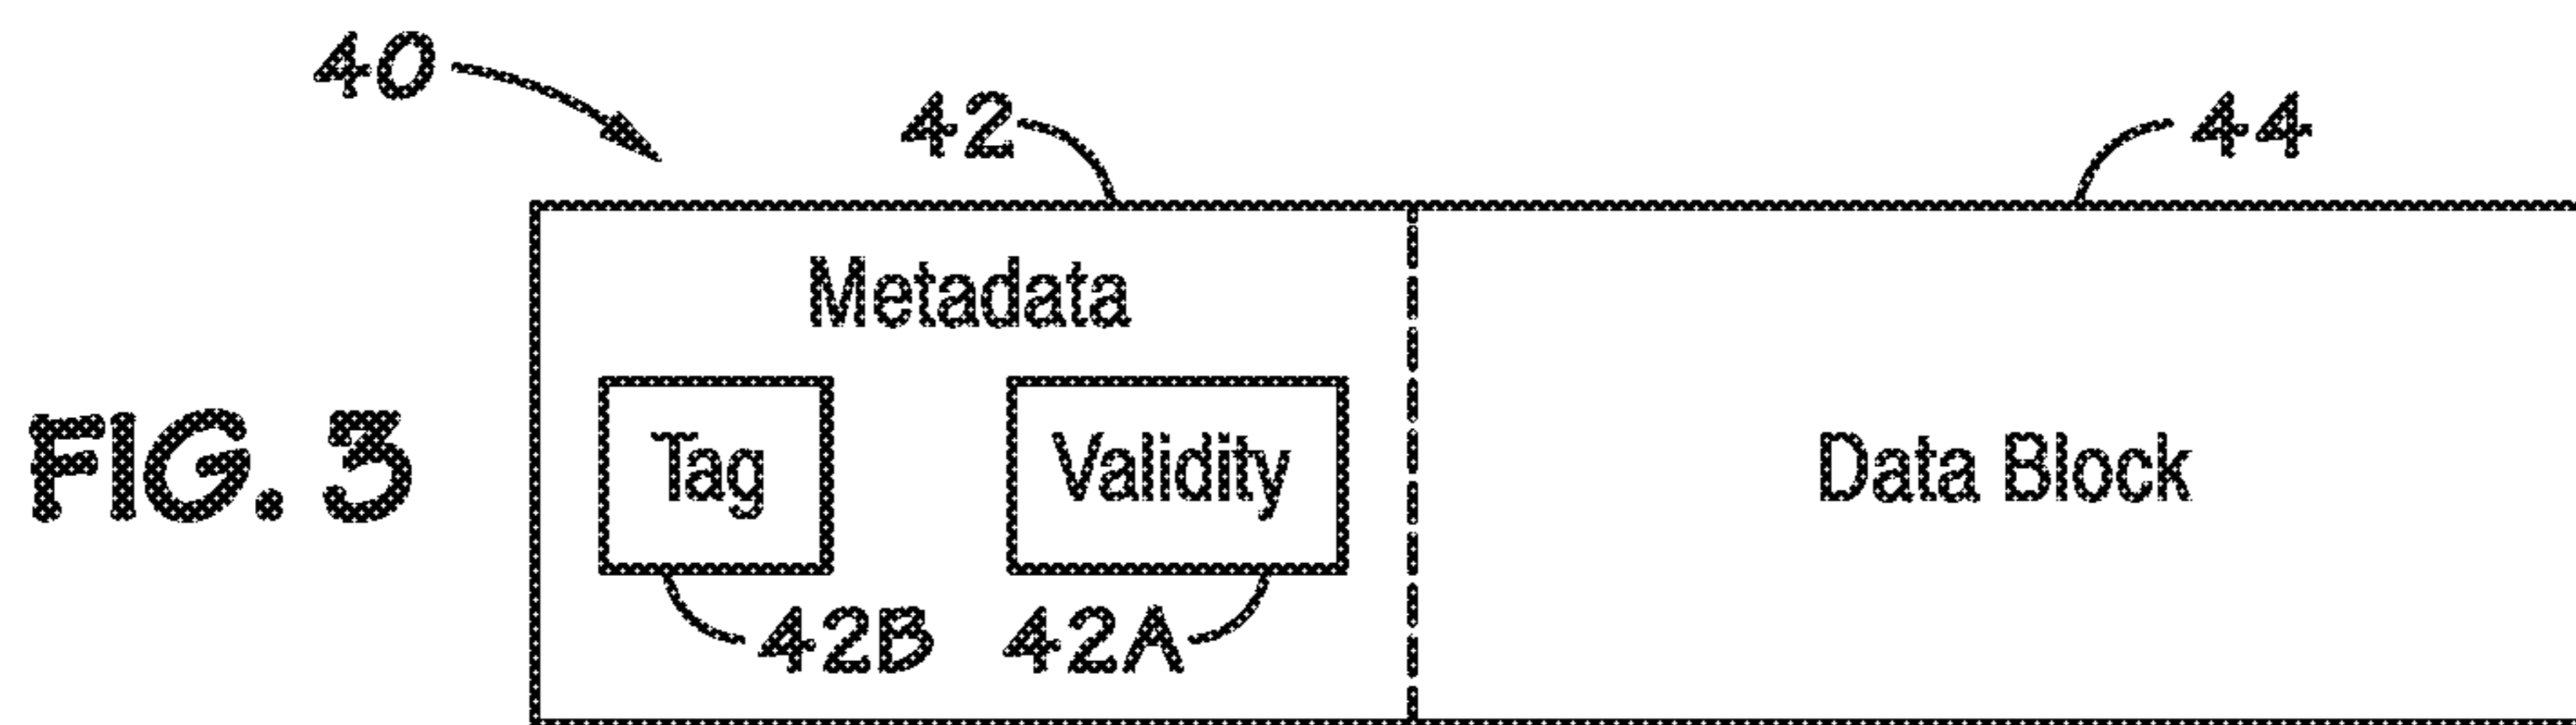 40
42
44
Metadata
FIG. 3
Tag
Validity
Data Block
42B
42A